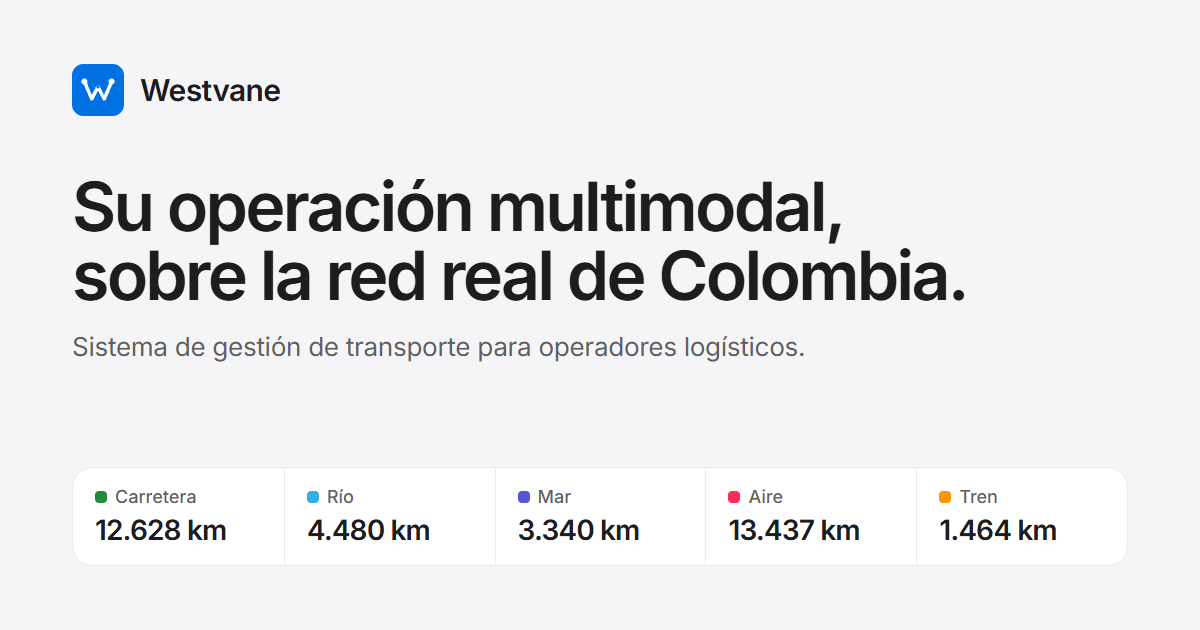 Westvane
Su operación multimodal,
sobre la red real de Colombia.
Sistema de gestión de transporte para operadores logísticos.
Carretera
12.628 km
Río
4.480 km
Mar
3.340 km
Aire
13.437 km
Tren
1.464 km